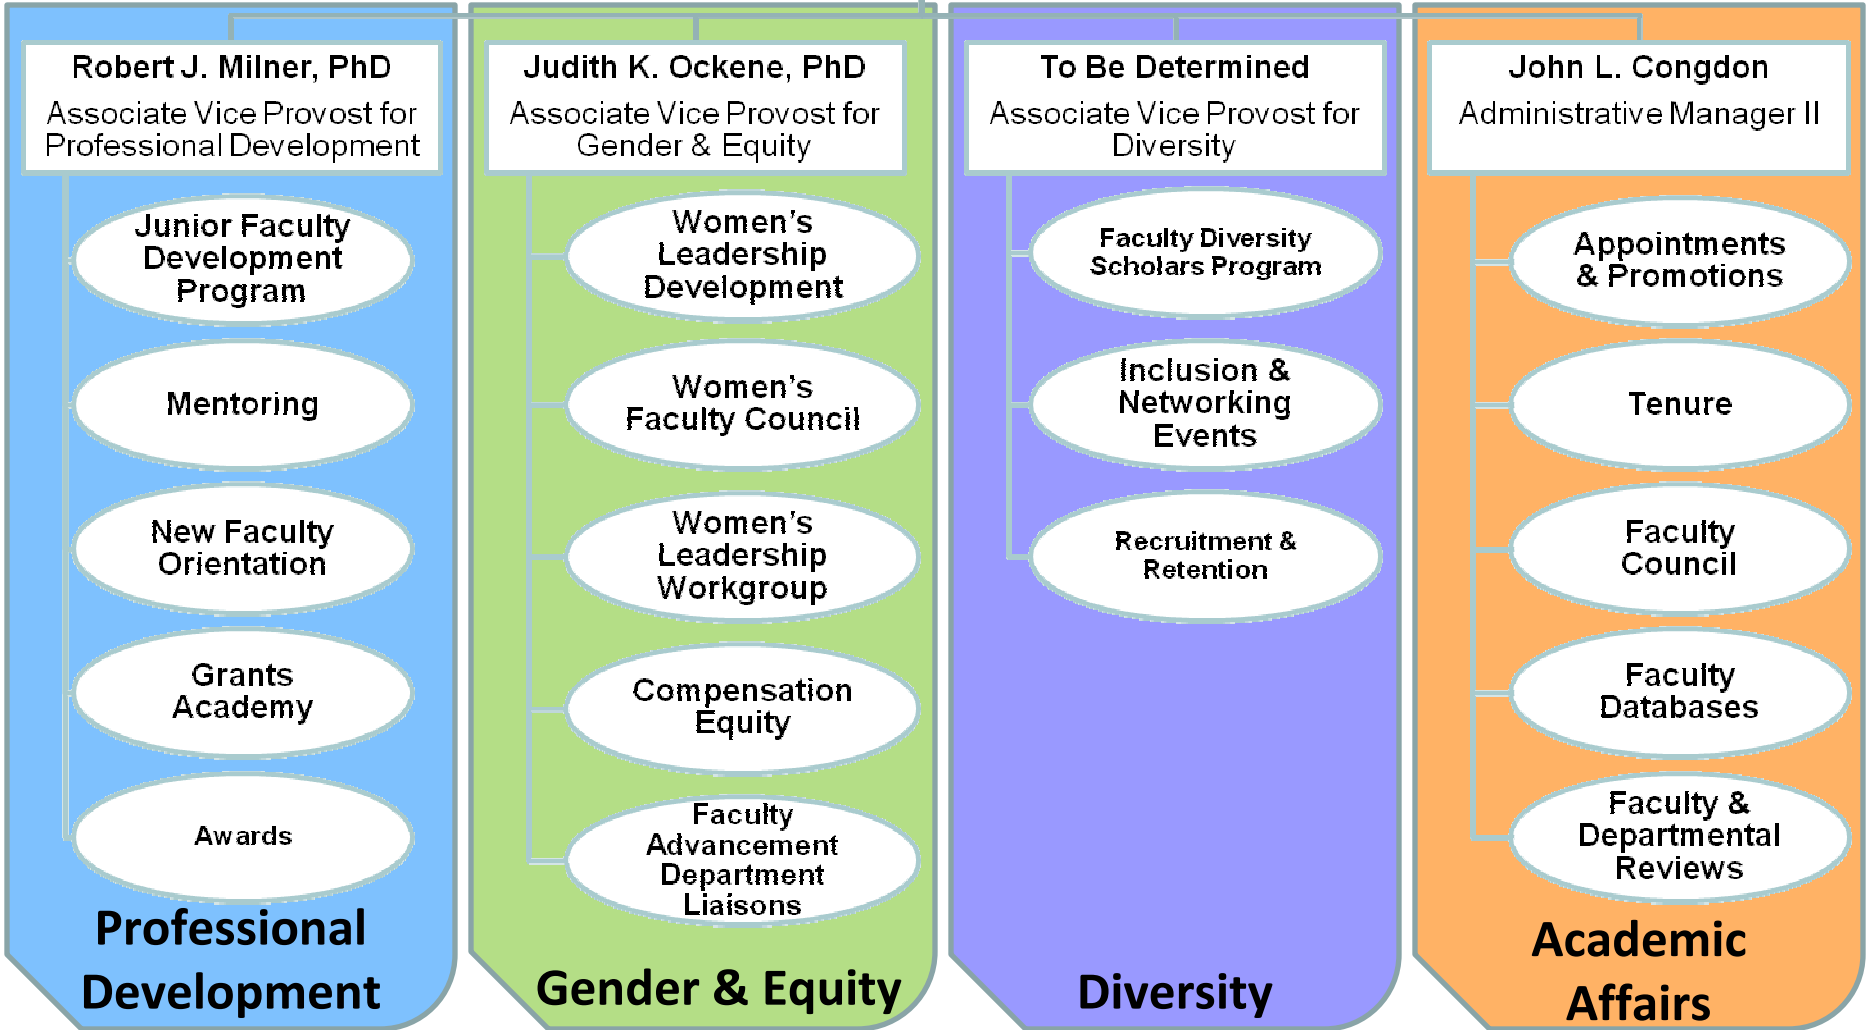 Robert J. Milner, PhD
Associate Vice Provost for
Professional Development
Junior Faculty
Development
Program
Mentoring
New Faculty
Orientation
Grants
Academy
Awards
Professional
Development
Judith K. Ockene, PhD
Associate Vice Provost for
Gender & Equity
Women's
Leadership
Development
Women's
Faculty Council
Women's
Leadership
Workgroup
Compensation
Equity
Faculty
Advancement
Department
Liaisons
Gender & Equity
To Be Determined
Associate Vice Provost for
Diversity
Faculty Diversity
Scholars Program
Inclusion &
Networking
Events
Recruitment &
Retention
Diversity
John L. Congdon
Administrative Manager II
Appointments
& Promotions
Tenure
Faculty
Council
Faculty
Databases
Faculty &
Departmental
Reviews
Academic
Affairs